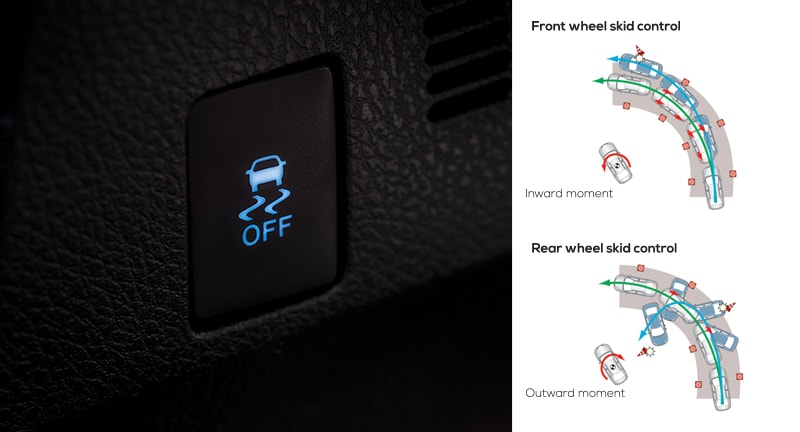 OFF
Front wheel skid control
Inward moment
Rear wheel skid control
Outward moment